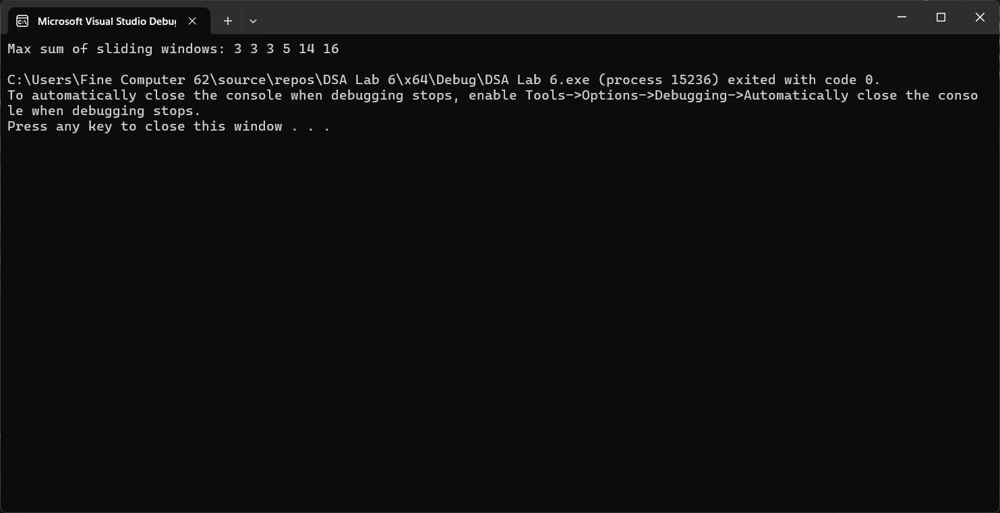 Microsoft Visual Studio Debug
Max sum of sliding windows: 3 3 3 5 14 16
C:\Users\Fine Computer 62\source\repos\DSA Lab 6\x64\Debug\DSA Lab 6.exe (process 15236) exited with code 0.
To automatically close the console when debugging stops, enable Tools->Options->Debugging->Automatically close the conso
le when debugging stops.
Press any key to close this window . . .